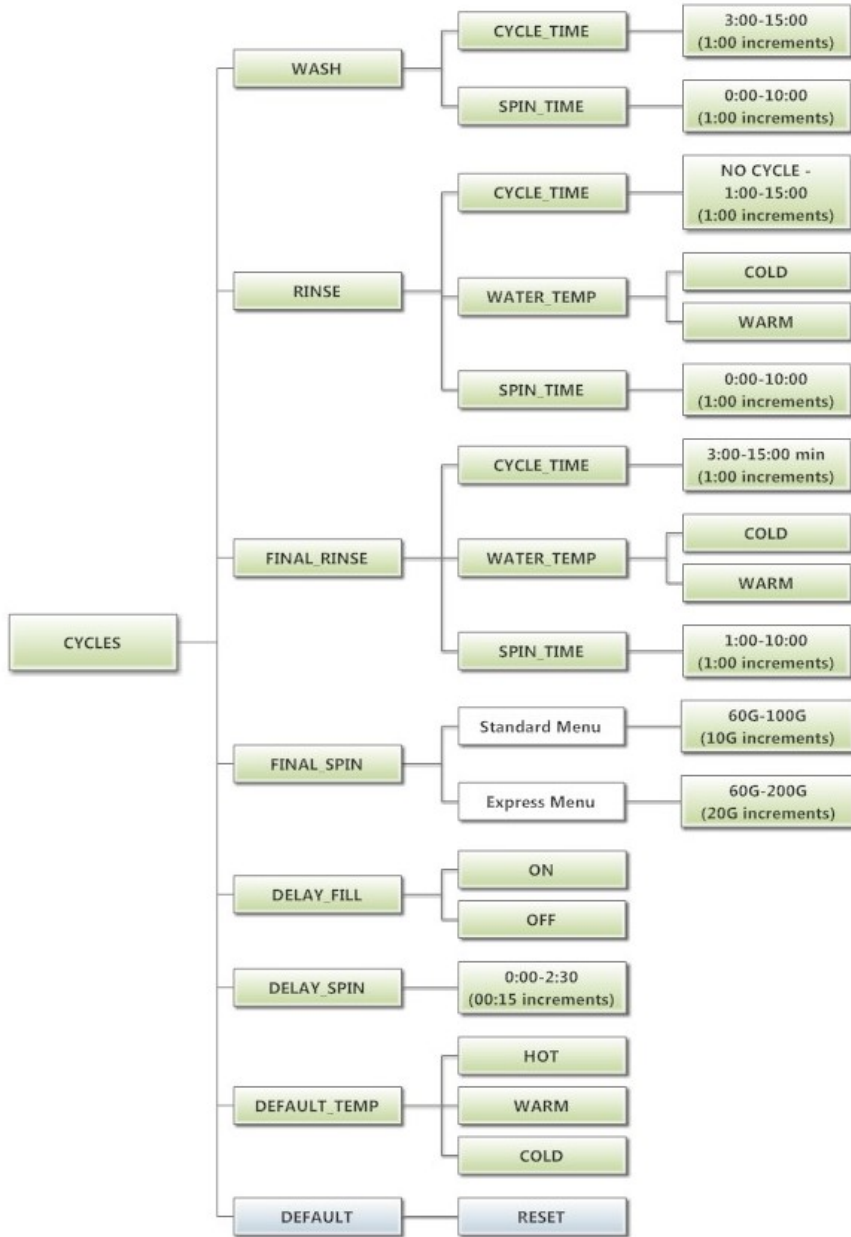 CYCLES
WASH
CYCLE_TIME
3:00-15:00
(1:00 increments)
SPIN_TIME
0:00-10:00
(1:00 increments)
RINSE
CYCLE_TIME
NO CYCLE -
1:00-15:00
(1:00 increments)
WATER_TEMP
COLD
WARM
SPIN_TIME
0:00-10:00
(1:00 increments)
FINAL_RINSE
CYCLE_TIME
3:00-15:00 min
(1:00 increments)
WATER_TEMP
COLD
WARM
SPIN_TIME
1:00-10:00
(1:00 increments)
FINAL_SPIN
Standard Menu
60G-100G
(10G increments)
Express Menu
60G-200G
(20G increments)
DELAY_FILL
ON
OFF
DELAY_SPIN
0:00-2:30
(00:15 increments)
DEFAULT_TEMP
HOT
WARM
COLD
DEFAULT
RESET